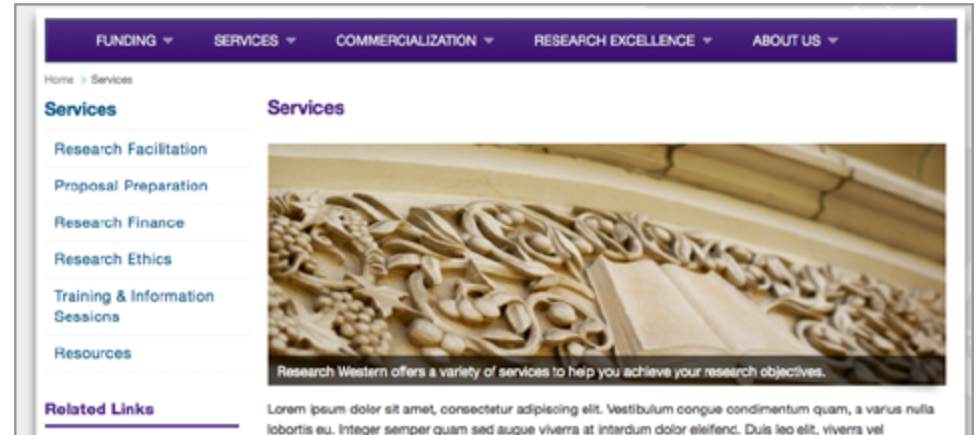 FUNDING SERVICES COMMERCIALIZATION RESEARCH EXCELLENCE ABOUT US
Home > Services
Services
Research Facilitation
Proposal Preparation
Research Finance
Research Ethics
Training & Information
Sessions
Resources
Related Links
Services
Research Western offers a variety of services to help you achieve your research objectives.
Lorem ipsum dolor sit amet, consectetur adipiscing elit. Vestibulum congue condimentum quam, a varius nulla
lobortis eu. Integer semper quam sed augue viverra at interdum dolor eleifend. Duis leo elit, viverra vel